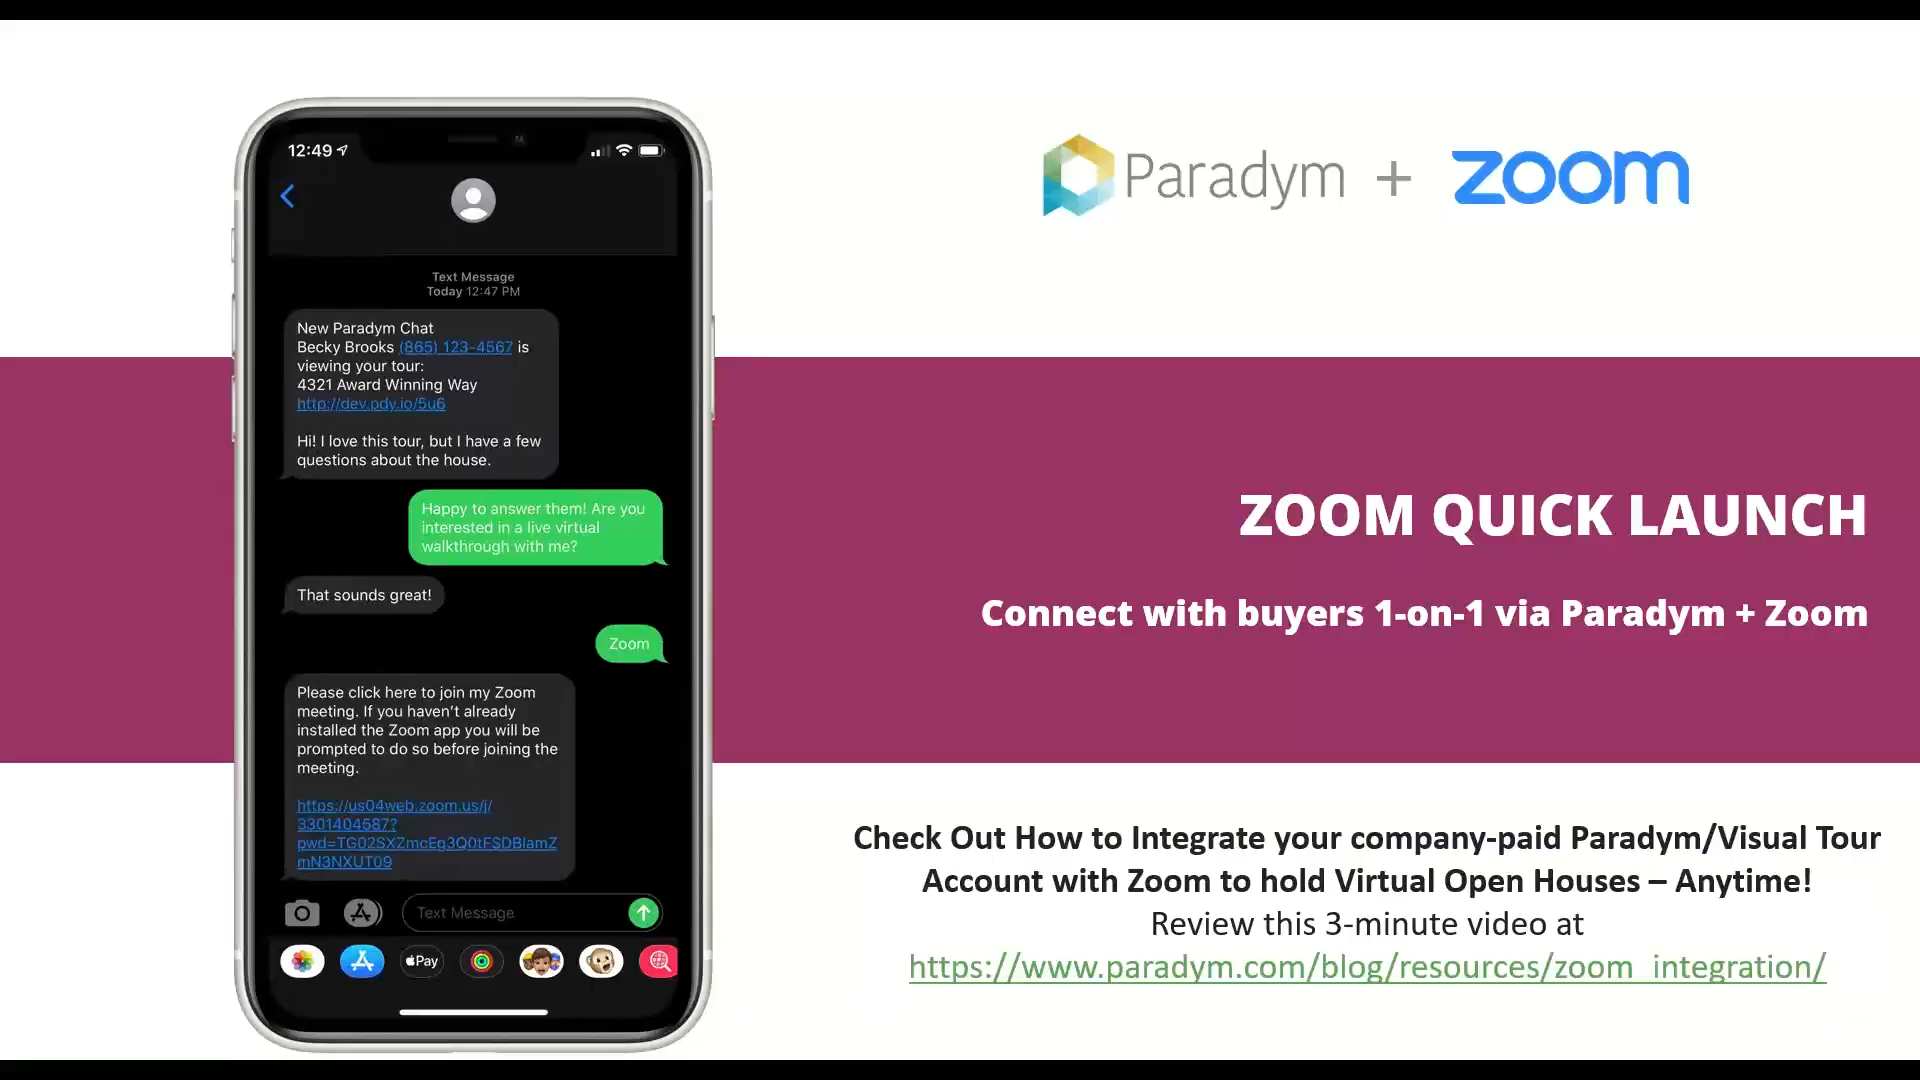 12:49
Text Message
Today 12:47 PM
New Paradym Chat
Becky Brooks (865) 123-4567 is
viewing your tour:
4321 Award Winning Way
http://dev.pdy.io/5u6
Hi! I love this tour, but I have a few
questions about the house.
Happy to answer them! Are you
interested in a live virtual
walkthrough with me?
That sounds great!
Zoom
Please click here to join my Zoom
meeting. If you haven't already
installed the Zoom app you will be
prompted to do so before joining the
meeting.
https://us04web.zoom.us/j/
3301404587?
pwd=TG02SXZmcEg3Q0tFSDBlamZ
mN3NXUT09
Text Message
Pay
Paradym + zoom
ZOOM QUICK LAUNCH
Connect with buyers 1-on-1 via Paradym + Zoom
Check Out How to Integrate your company-paid Paradym/Visual Tour
Account with Zoom to hold Virtual Open Houses – Anytime!
Review this 3-minute video at
https://www.paradym.com/blog/resources/zoom_integration/